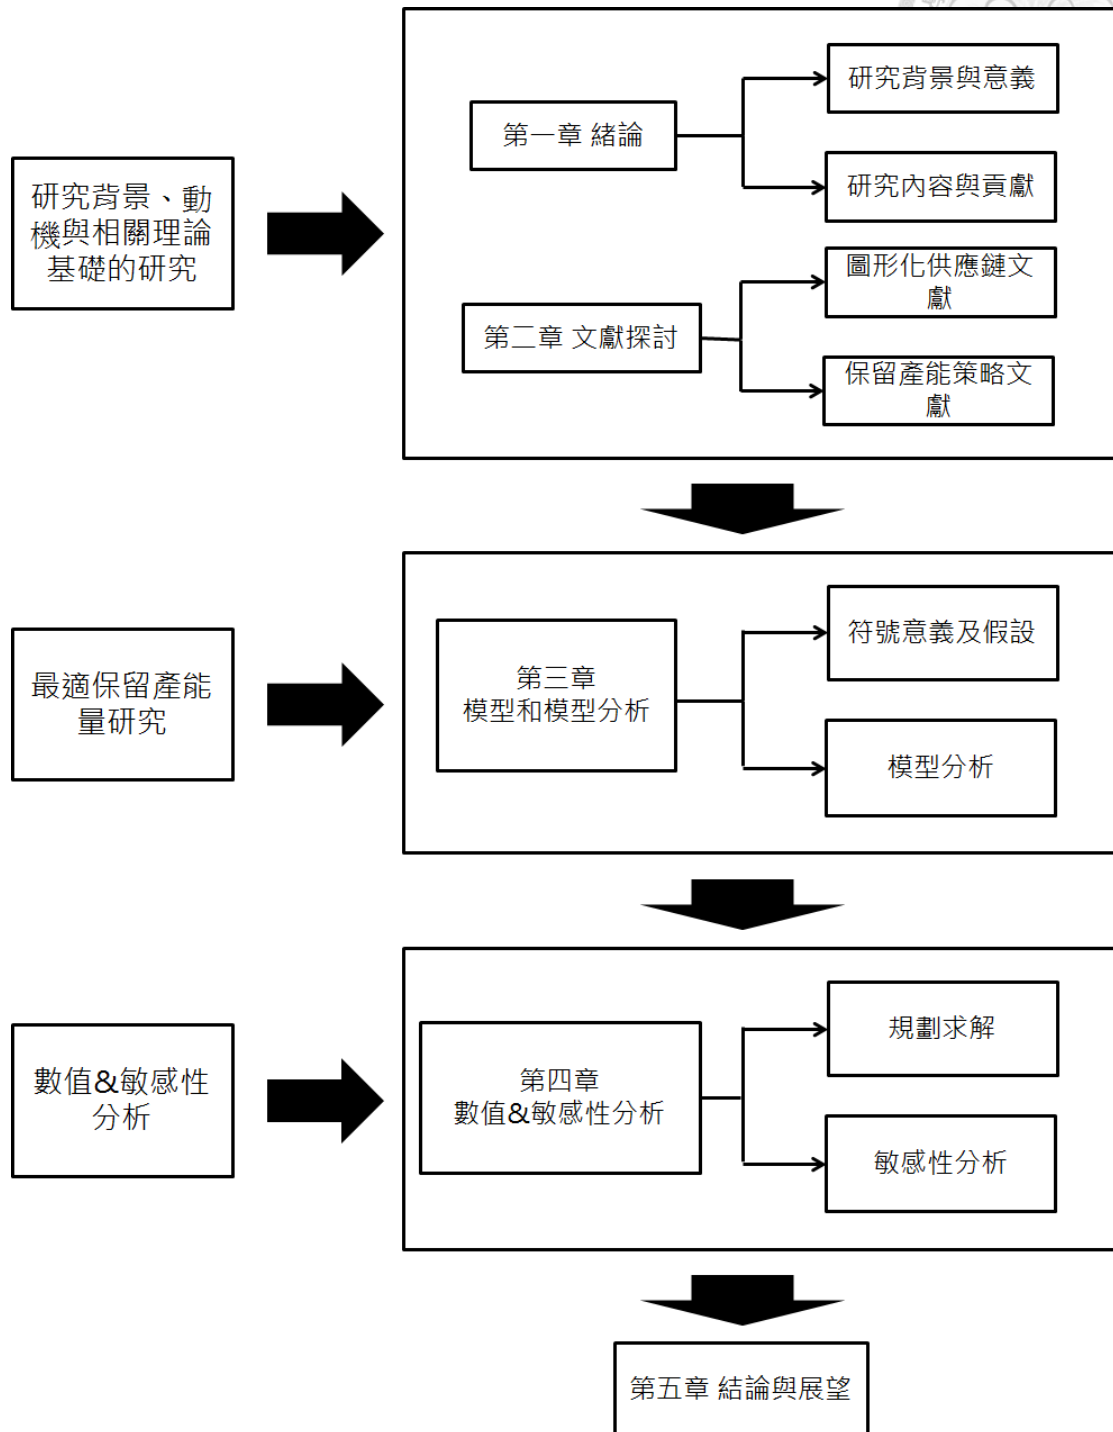 研究背景、動
機與相關理論
基礎的研究
第一章 緒論
研究背景與意義
研究內容與貢獻
第二章 文獻探討
圖形化供應鏈文
獻
保留產能策略文
獻
最適保留產能
量研究
第三章
模型和模型分析
符號意義及假設
模型分析
數值&敏感性
分析
第四章
數值&敏感性分析
規劃求解
敏感性分析
第五章 結論與展望